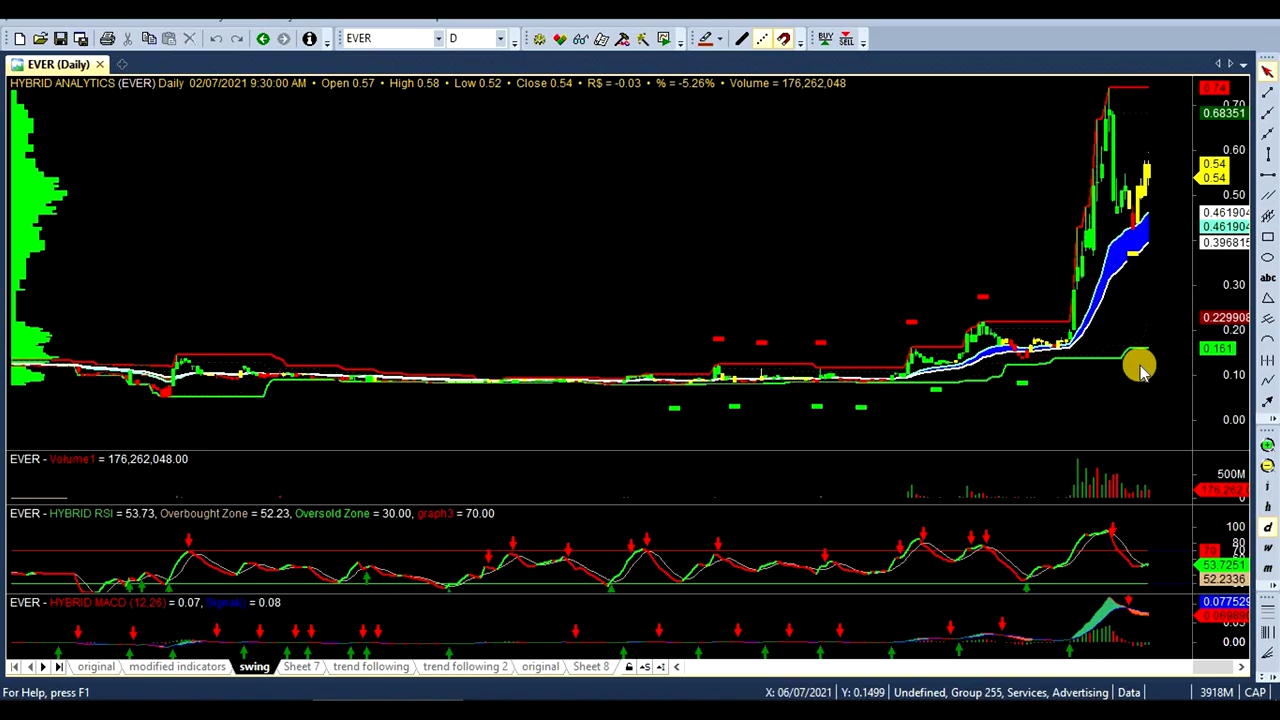 EVER D BUY SELL
EVER (Daily)
HYBRID ANALYTICS (EVER) Daily 02/07/2021 9:30:00 AM • Open 0.57 • High 0.58 • Low 0.52 • Close 0.54 • R$ = -0.03 • % = -5.26% • Volume = 176,262,048
0.74
0.70
0.68351
0.60
0.54
0.54
0.50
0.461904
0.461904
0.396815
0.30
0.229908
0.20
0.161
0.10
0.00
abc
EVER - Volume1 = 176,262,048.00
500M
176,262
0
EVER - HYBRID RSI = 53.73, Overbought Zone = 52.23, Oversold Zone = 30.00, graph3 = 70.00
100
80
70
53.7251
52.2336
i
h
d
w
m
EVER - HYBRID MACD (12,26) = 0.07, = 0.08
0.077529
0.00
original modified indicators swing Sheet 7 trend following trend following 2 original Sheet 8
For Help, press F1 X: 06/07/2021 Y: 0.1499 Undefined, Group 255, Services, Advertising Data 3918M CAP